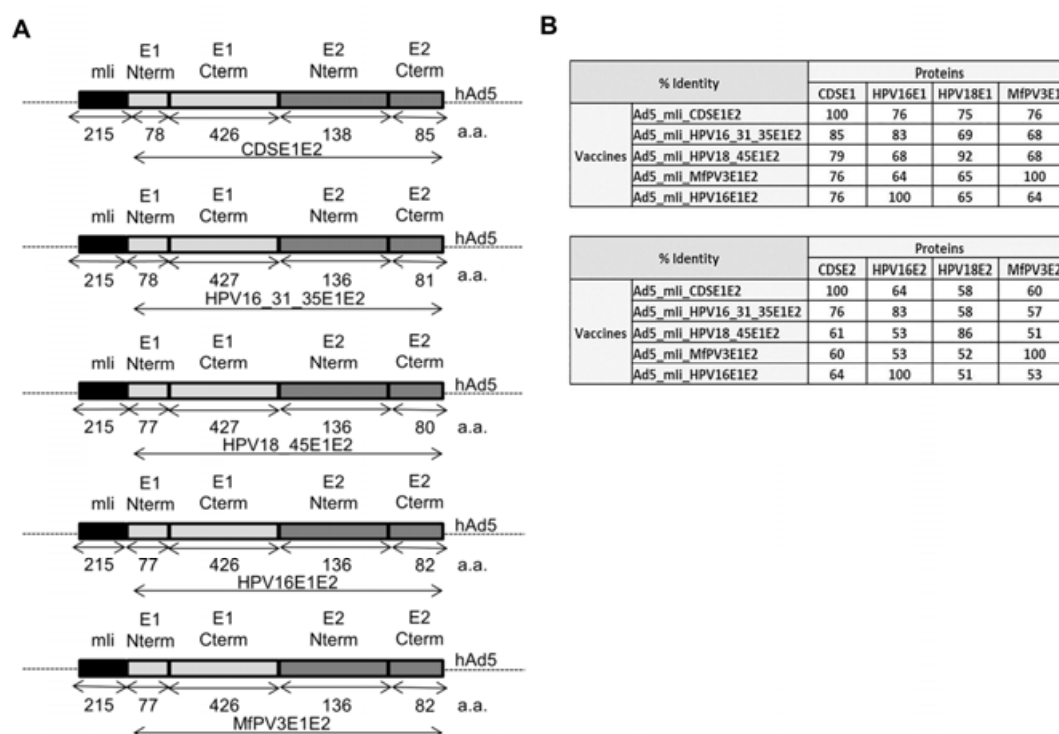 A
E1 E1 E2 E2
mli Nterm Cterm Nterm Cterm
hAd5
215 78 426 138 85 a.a.
CDSE1E2
E1 E1 E2 E2
mli Nterm Cterm Nterm Cterm
hAd5
215 78 427 136 81 a.a.
HPV16_31_35E1E2
E1 E1 E2 E2
mli Nterm Cterm Nterm Cterm
hAd5
215 77 427 136 80 a.a.
HPV18_45E1E2
E1 E1 E2 E2
mli Nterm Cterm Nterm Cterm
hAd5
215 77 426 136 82 a.a.
HPV16E1E2
E1 E1 E2 E2
mli Nterm Cterm Nterm Cterm
hAd5
215 77 426 136 82 a.a.
MfPV3E1E2
B
% Identity Proteins
CDSE1 HPV16E1 HPV18E1 MfPV3E1
Vaccines
Ad5_mli_CDSE1E2 100 76 75 76
Ad5_mli_HPV16_31_35E1E2 85 83 69 68
Ad5_mli_HPV18_45E1E2 79 68 92 68
Ad5_mli_MfPV3E1E2 76 64 65 100
Ad5_mli_HPV16E1E2 76 100 65 64
% Identity Proteins
CDSE2 HPV16E2 HPV18E2 MfPV3E2
Vaccines
Ad5_mli_CDSE1E2 100 64 58 60
Ad5_mli_HPV16_31_35E1E2 76 83 58 57
Ad5_mli_HPV18_45E1E2 61 53 86 51
Ad5_mli_MfPV3E1E2 60 53 52 100
Ad5_mli_HPV16E1E2 64 100 51 53